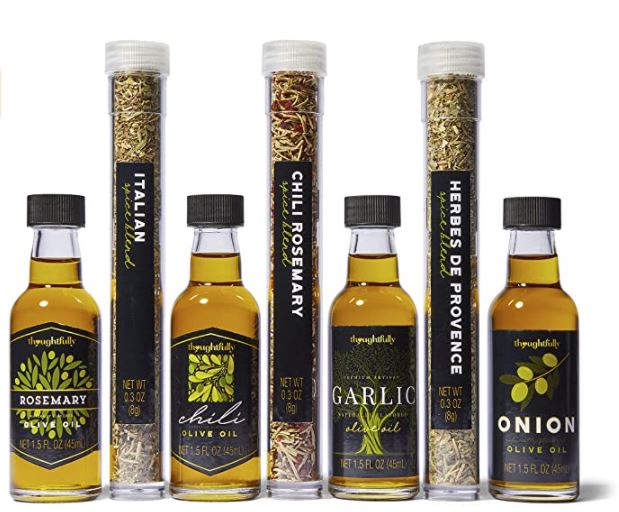 thoughtfully
ROSEMARY
OLIVE OIL
NET 1.5 FL OZ (45mL)
ITALIAN
spice blend
NET WT
0.3 OZ
(8g)
thoughtfully
chili
OLIVE OIL
NET 1.5 FL OZ (45mL)
CHILI ROSEMARY
spice blend
NET WT
0.3 OZ
(8g)
thoughtfully
GARLIC
olive oil
NET 1.5 FL OZ (45mL)
HERBES DE PROVENCE
spice blend
NET WT
0.3 OZ
(8g)
thoughtfully
ONION
OLIVE OIL
NET 1.5 FL OZ (45mL)